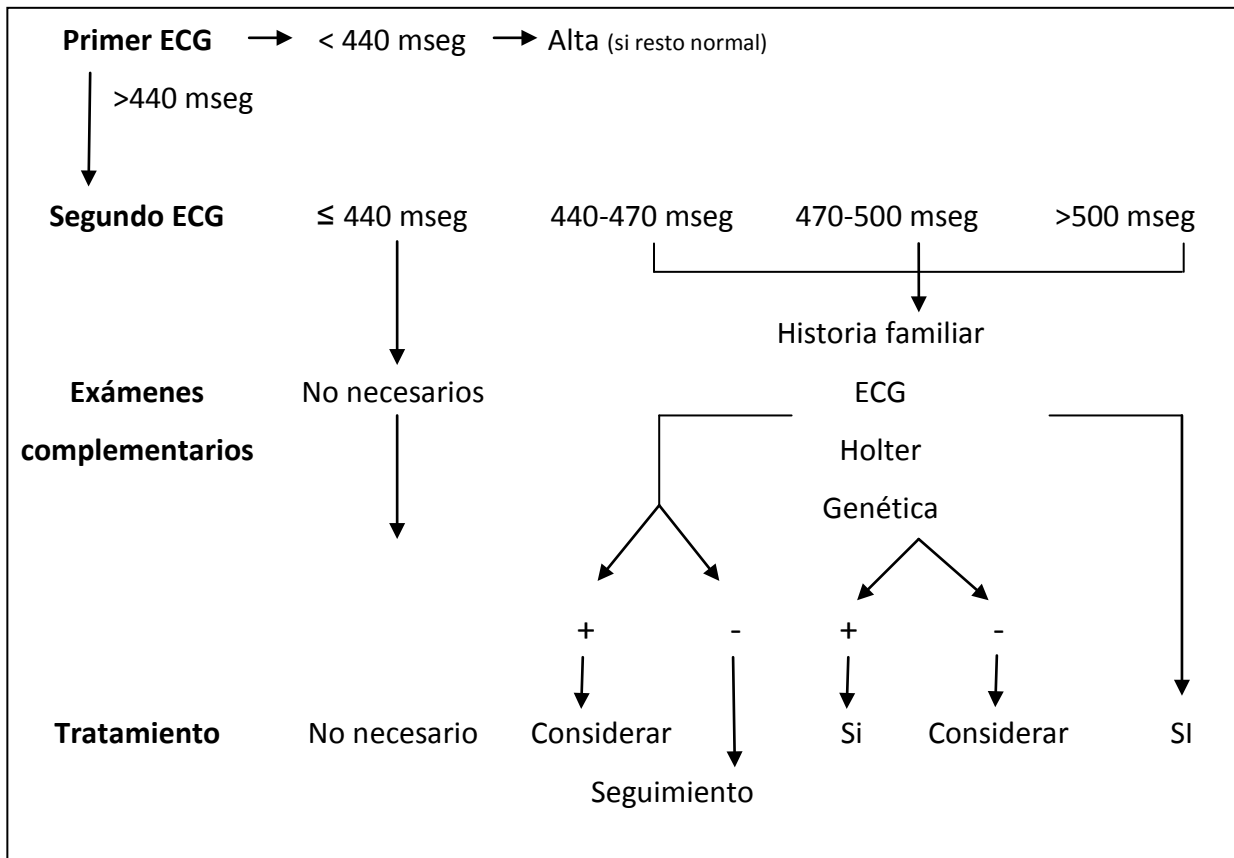 Primer ECG < 440 mseg Alta (si resto normal)
>440 mseg
Segundo ECG ≤ 440 mseg 440-470 mseg 470-500 mseg >500 mseg
Historia familiar
Exámenes No necesarios ECG
complementarios Holter
Genética
+ - + -
Tratamiento No necesario Considerar Si Considerar SI
Seguimiento